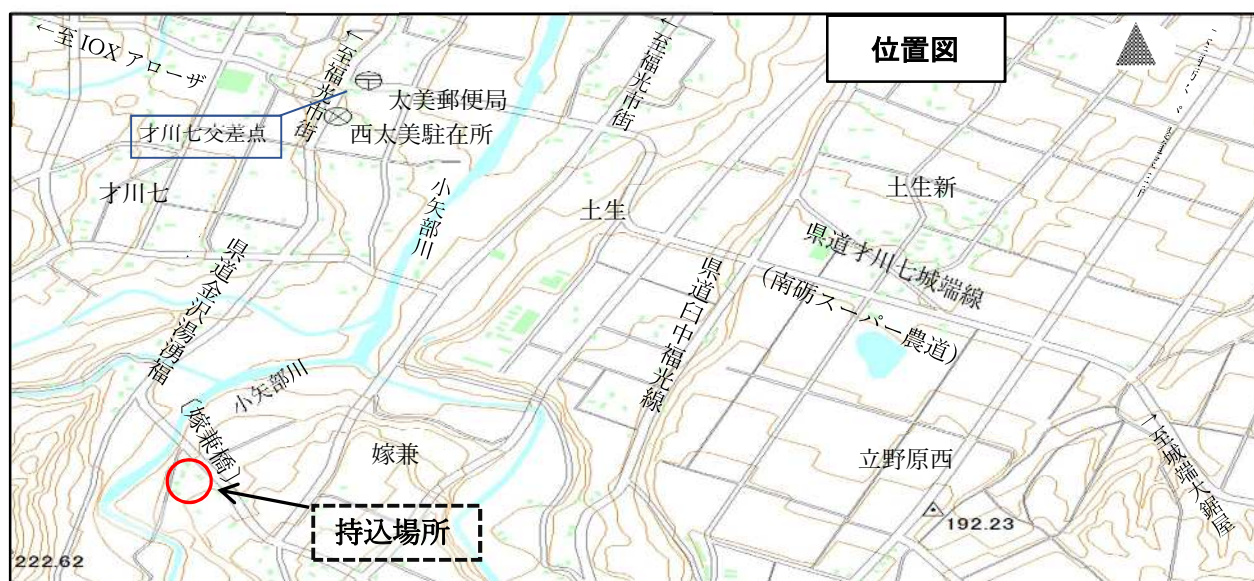 位置図
←至 IOX アローザ
←至福光市街
太美郵便局
西太美駐在所
才川七交差点
才川七
小矢部川
土生
←至福光市街
土生新
県道才川七城端線
(南砺スーパー農道)
県道臼中福光線
県道金沢湯湧福
小矢部川
〔嫁兼橋〕
嫁兼
立野原西
→至城端大鋸屋
192.23
持込場所
222.62